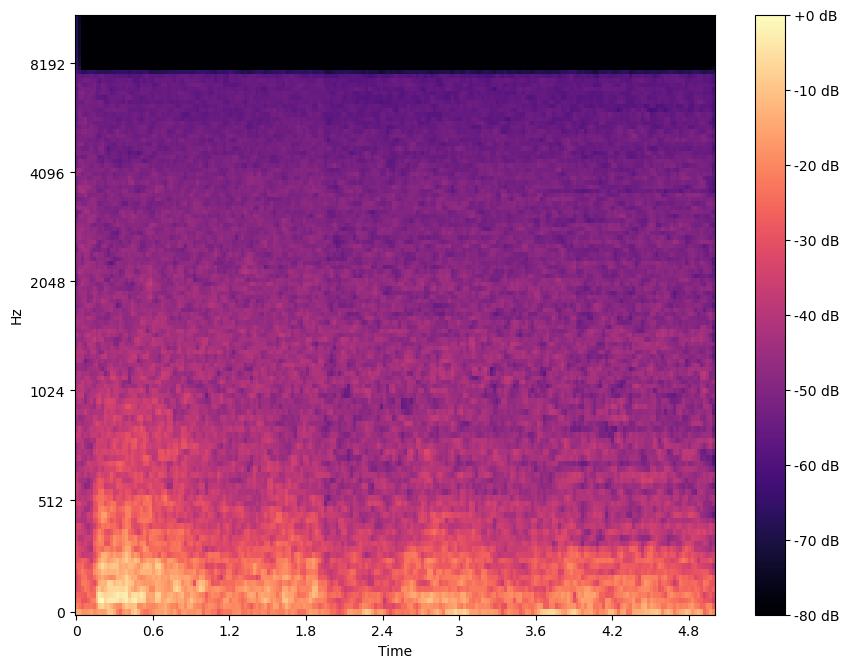 +0 dB
8192
-10 dB
4096
-20 dB
-30 dB
2048
Hz
-40 dB
1024
-50 dB
512
-60 dB
-70 dB
0
-80 dB
0 0.6 1.2 1.8 2.4 3 3.6 4.2 4.8
Time